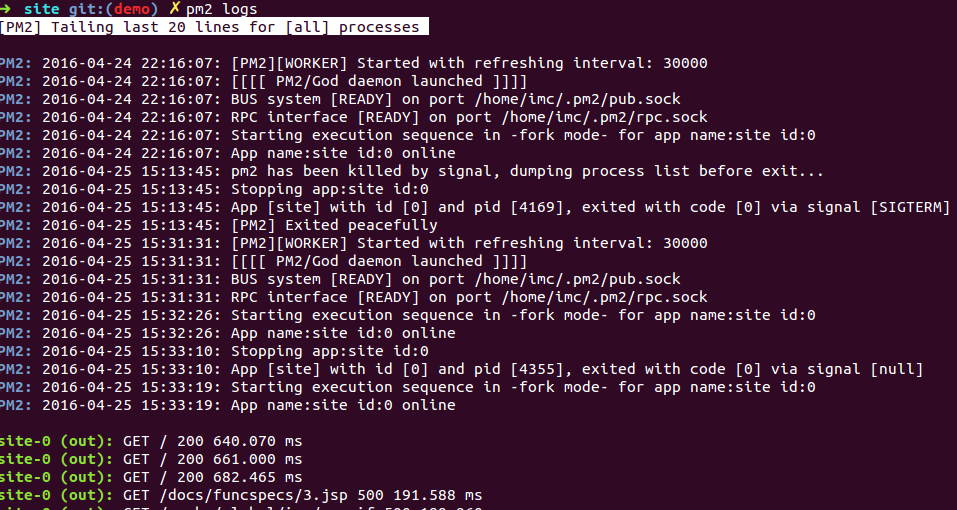 ➜ site git:(demo) ✗ pm2 logs
[PM2] Tailing last 20 lines for [all] processes
PM2: 2016-04-24 22:16:07: [PM2][WORKER] Started with refreshing interval: 30000
PM2: 2016-04-24 22:16:07: [[[[ PM2/God daemon launched ]]]]
PM2: 2016-04-24 22:16:07: BUS system [READY] on port /home/imc/.pm2/pub.sock
PM2: 2016-04-24 22:16:07: RPC interface [READY] on port /home/imc/.pm2/rpc.sock
PM2: 2016-04-24 22:16:07: Starting execution sequence in -fork mode- for app name:site id:0
PM2: 2016-04-24 22:16:07: App name:site id:0 online
PM2: 2016-04-25 15:13:45: pm2 has been killed by signal, dumping process list before exit...
PM2: 2016-04-25 15:13:45: Stopping app:site id:0
PM2: 2016-04-25 15:13:45: App [site] with id [0] and pid [4169], exited with code [0] via signal [SIGTERM]
PM2: 2016-04-25 15:13:45: [PM2] Exited peacefully
PM2: 2016-04-25 15:31:31: [PM2][WORKER] Started with refreshing interval: 30000
PM2: 2016-04-25 15:31:31: [[[[ PM2/God daemon launched ]]]]
PM2: 2016-04-25 15:31:31: BUS system [READY] on port /home/imc/.pm2/pub.sock
PM2: 2016-04-25 15:31:31: RPC interface [READY] on port /home/imc/.pm2/rpc.sock
PM2: 2016-04-25 15:32:26: Starting execution sequence in -fork mode- for app name:site id:0
PM2: 2016-04-25 15:32:26: App name:site id:0 online
PM2: 2016-04-25 15:33:10: Stopping app:site id:0
PM2: 2016-04-25 15:33:10: App [site] with id [0] and pid [4355], exited with code [0] via signal [null]
PM2: 2016-04-25 15:33:19: Starting execution sequence in -fork mode- for app name:site id:0
PM2: 2016-04-25 15:33:19: App name:site id:0 online
site-0 (out): GET / 200 640.070 ms
site-0 (out): GET / 200 661.000 ms
site-0 (out): GET / 200 682.465 ms
site-0 (out): GET /docs/funcspecs/3.jsp 500 191.588 ms
site-0 (out): GET